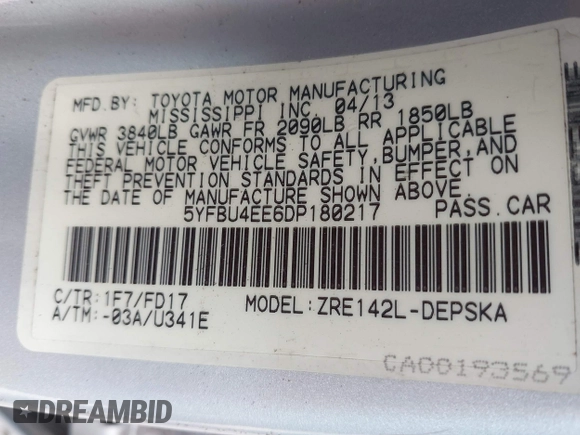 MFD.BY: TOYOTA MOTOR MANUFACTURING
MISSISSIPPI INC. 04/13
GVWR 3840LB GAWR FR 2090LB RR 1850LB
THIS VEHICLE CONFORMS TO ALL APPLICABLE
FEDERAL MOTOR VEHICLE SAFETY,BUMPER,AND
THEFT PREVENTION STANDARDS IN EFFECT ON
THE DATE OF MANUFACTURE SHOWN ABOVE.
5YFBU4EE6DP180217 PASS.CAR
C/TR:1F7/FD17 MODEL:ZRE142L-DEPSKA
A/TM:-03A/U341E
CA00193569
DREAMBID